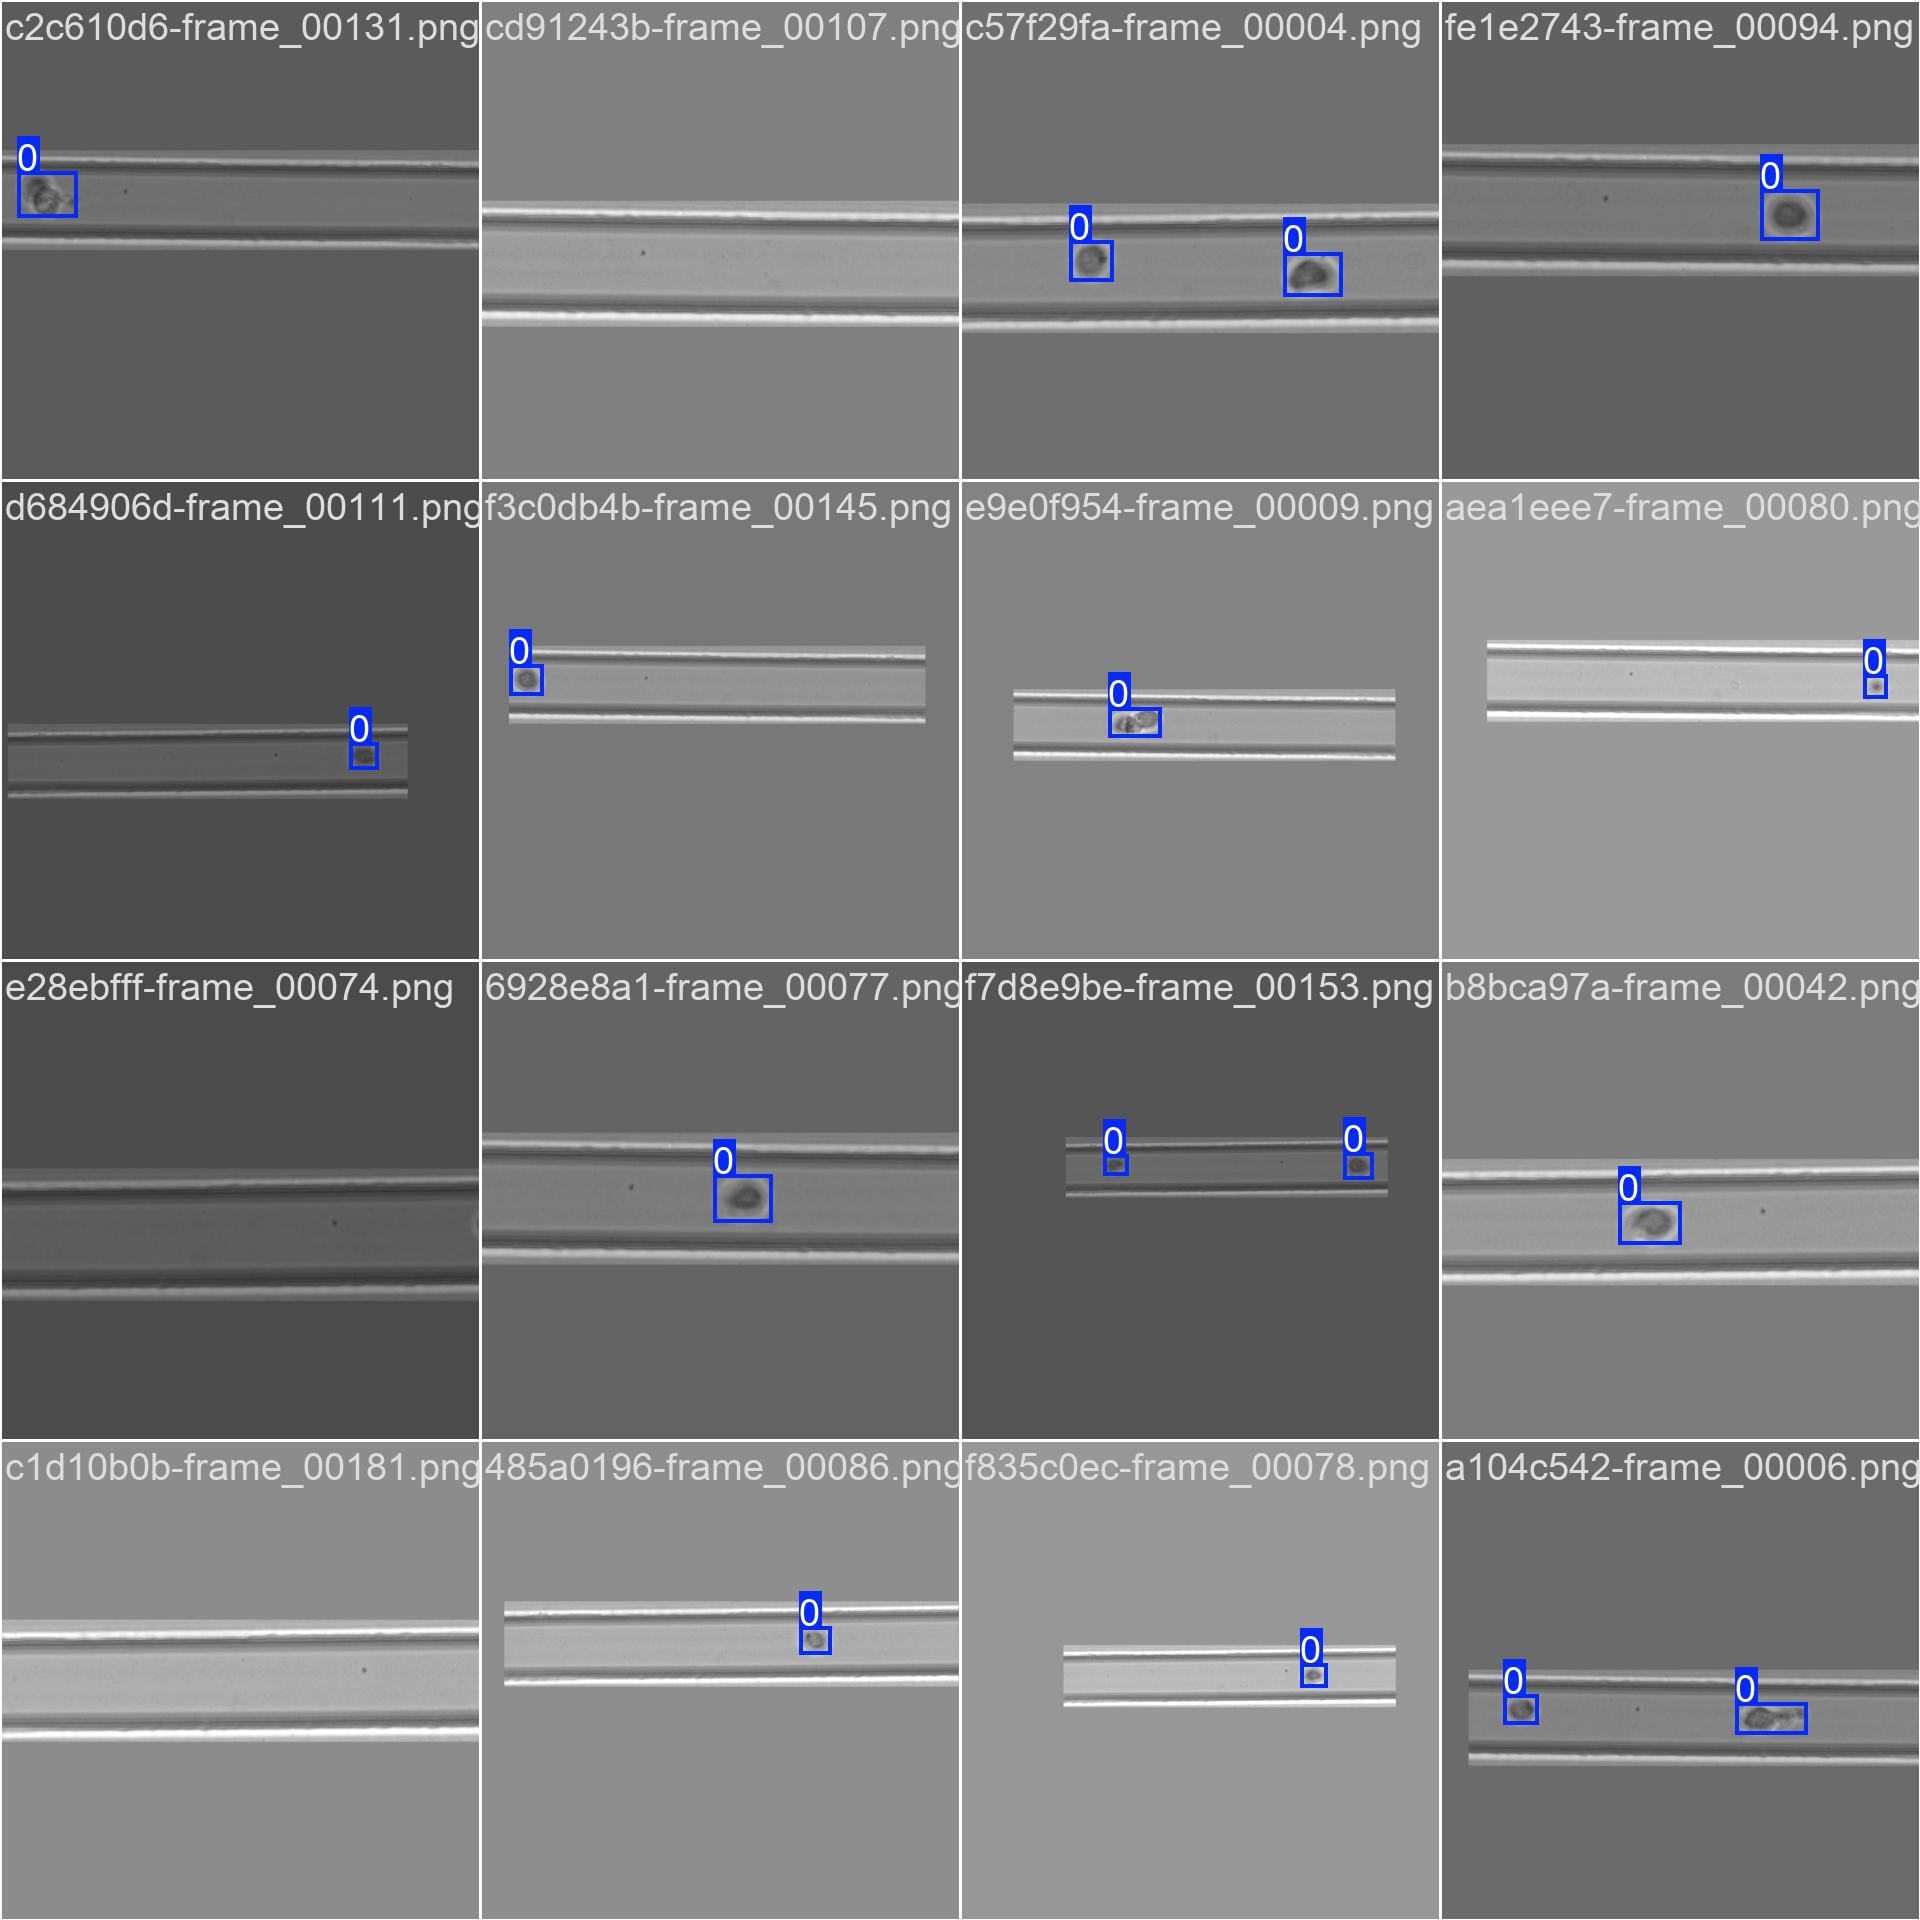 c2c610d6-frame_00131.png
cd91243b-frame_00107.png
c57f29fa-frame_00004.png
fe1e2743-frame_00094.png
0
0
0
0
d684906d-frame_00111.png
f3c0db4b-frame_00145.png
e9e0f954-frame_00009.png
aea1eee7-frame_00080.png
0
0
0
0
e28ebfff-frame_00074.png
6928e8a1-frame_00077.png
f7d8e9be-frame_00153.png
b8bca97a-frame_00042.png
0
0
0
0
c1d10b0b-frame_00181.png
485a0196-frame_00086.png
f835c0ec-frame_00078.png
a104c542-frame_00006.png
0
0
0
0